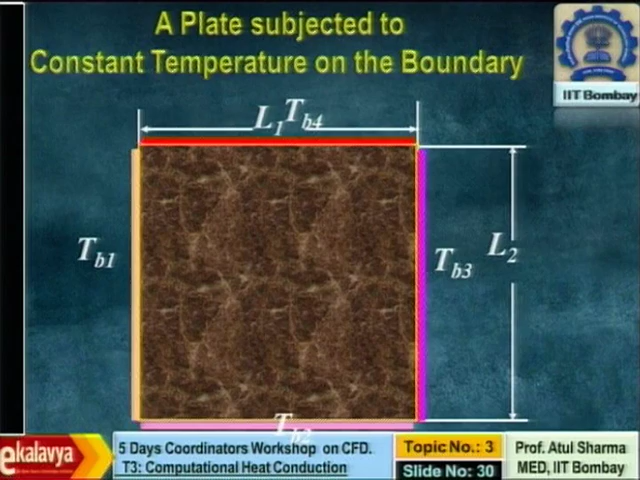 A Plate subjected to
Constant Temperature on the Boundary
IIT Bombay
L1 Tb4
Tb1
Tb3
L2
Tb2
ekalavya
5 Days Coordinators Workshop on CFD.
T3: Computational Heat Conduction
Topic No.: 3
Slide No: 30
Prof. Atul Sharma
MED, IIT Bombay